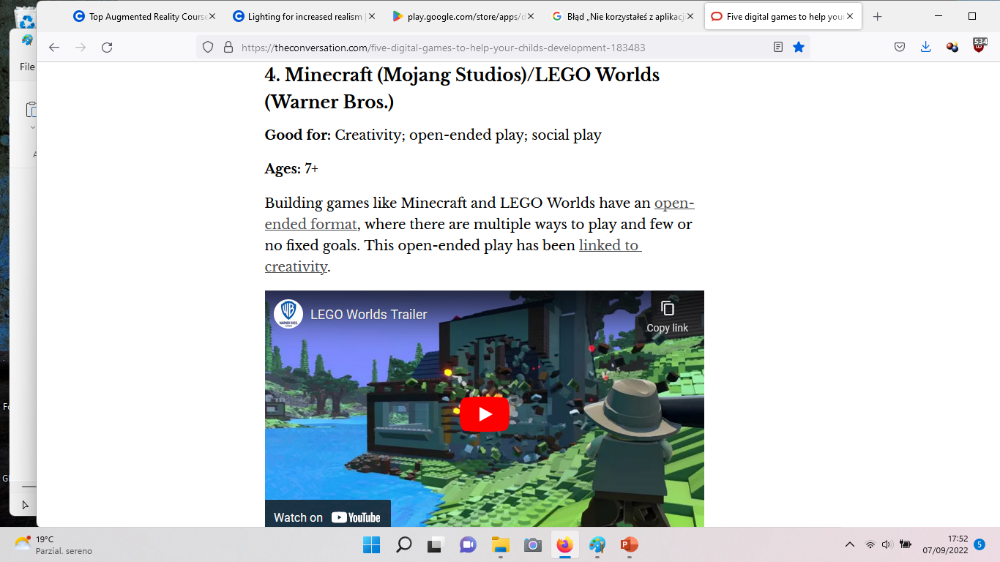 Top Augmented Reality Course
Lighting for increased realism |
play.google.com/store/apps/d
Błąd „Nie korzystałeś z aplikacji
Five digital games to help your
https://theconversation.com/five-digital-games-to-help-your-childs-development-183483
534
File
4. Minecraft (Mojang Studios)/LEGO Worlds
(Warner Bros.)
Good for: Creativity; open-ended play; social play
Ages: 7+
Building games like Minecraft and LEGO Worlds have an open-
ended format, where there are multiple ways to play and few or
no fixed goals. This open-ended play has been linked to
creativity.
LEGO Worlds Trailer
Copy link
Watch on YouTube
19°C
Parzial. sereno
17:52
07/09/2022
5